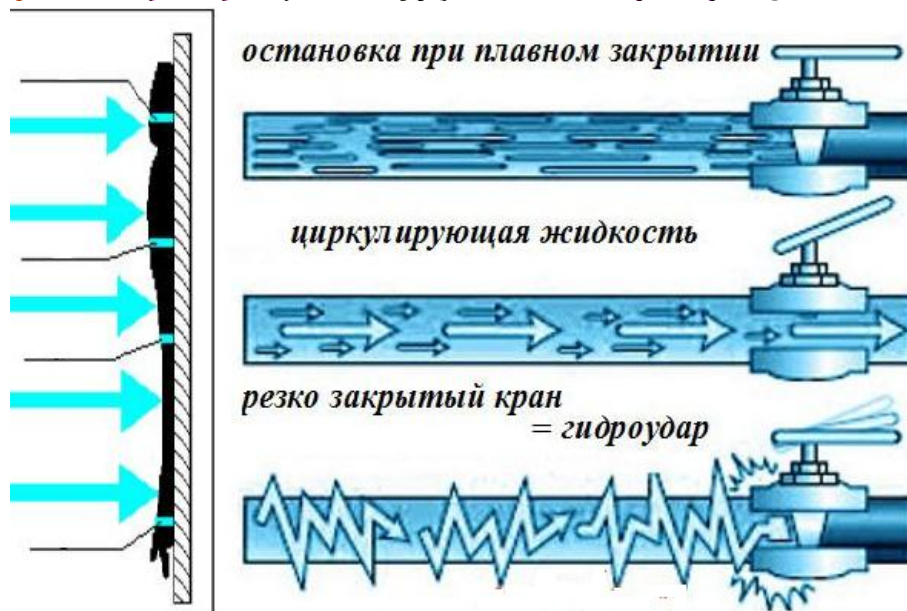 остановка при плавном закрытии
циркулирующая жидкость
резко закрытый кран
= гидроудар